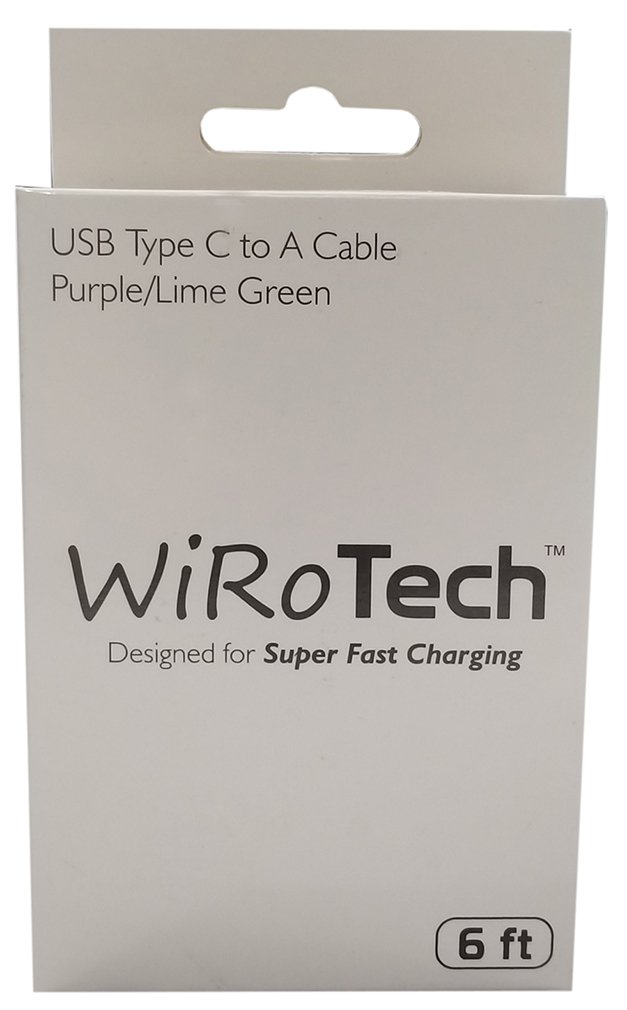 USB Type C to A Cable
Purple/Lime Green
WiRoTech™
Designed for Super Fast Charging
6 ft